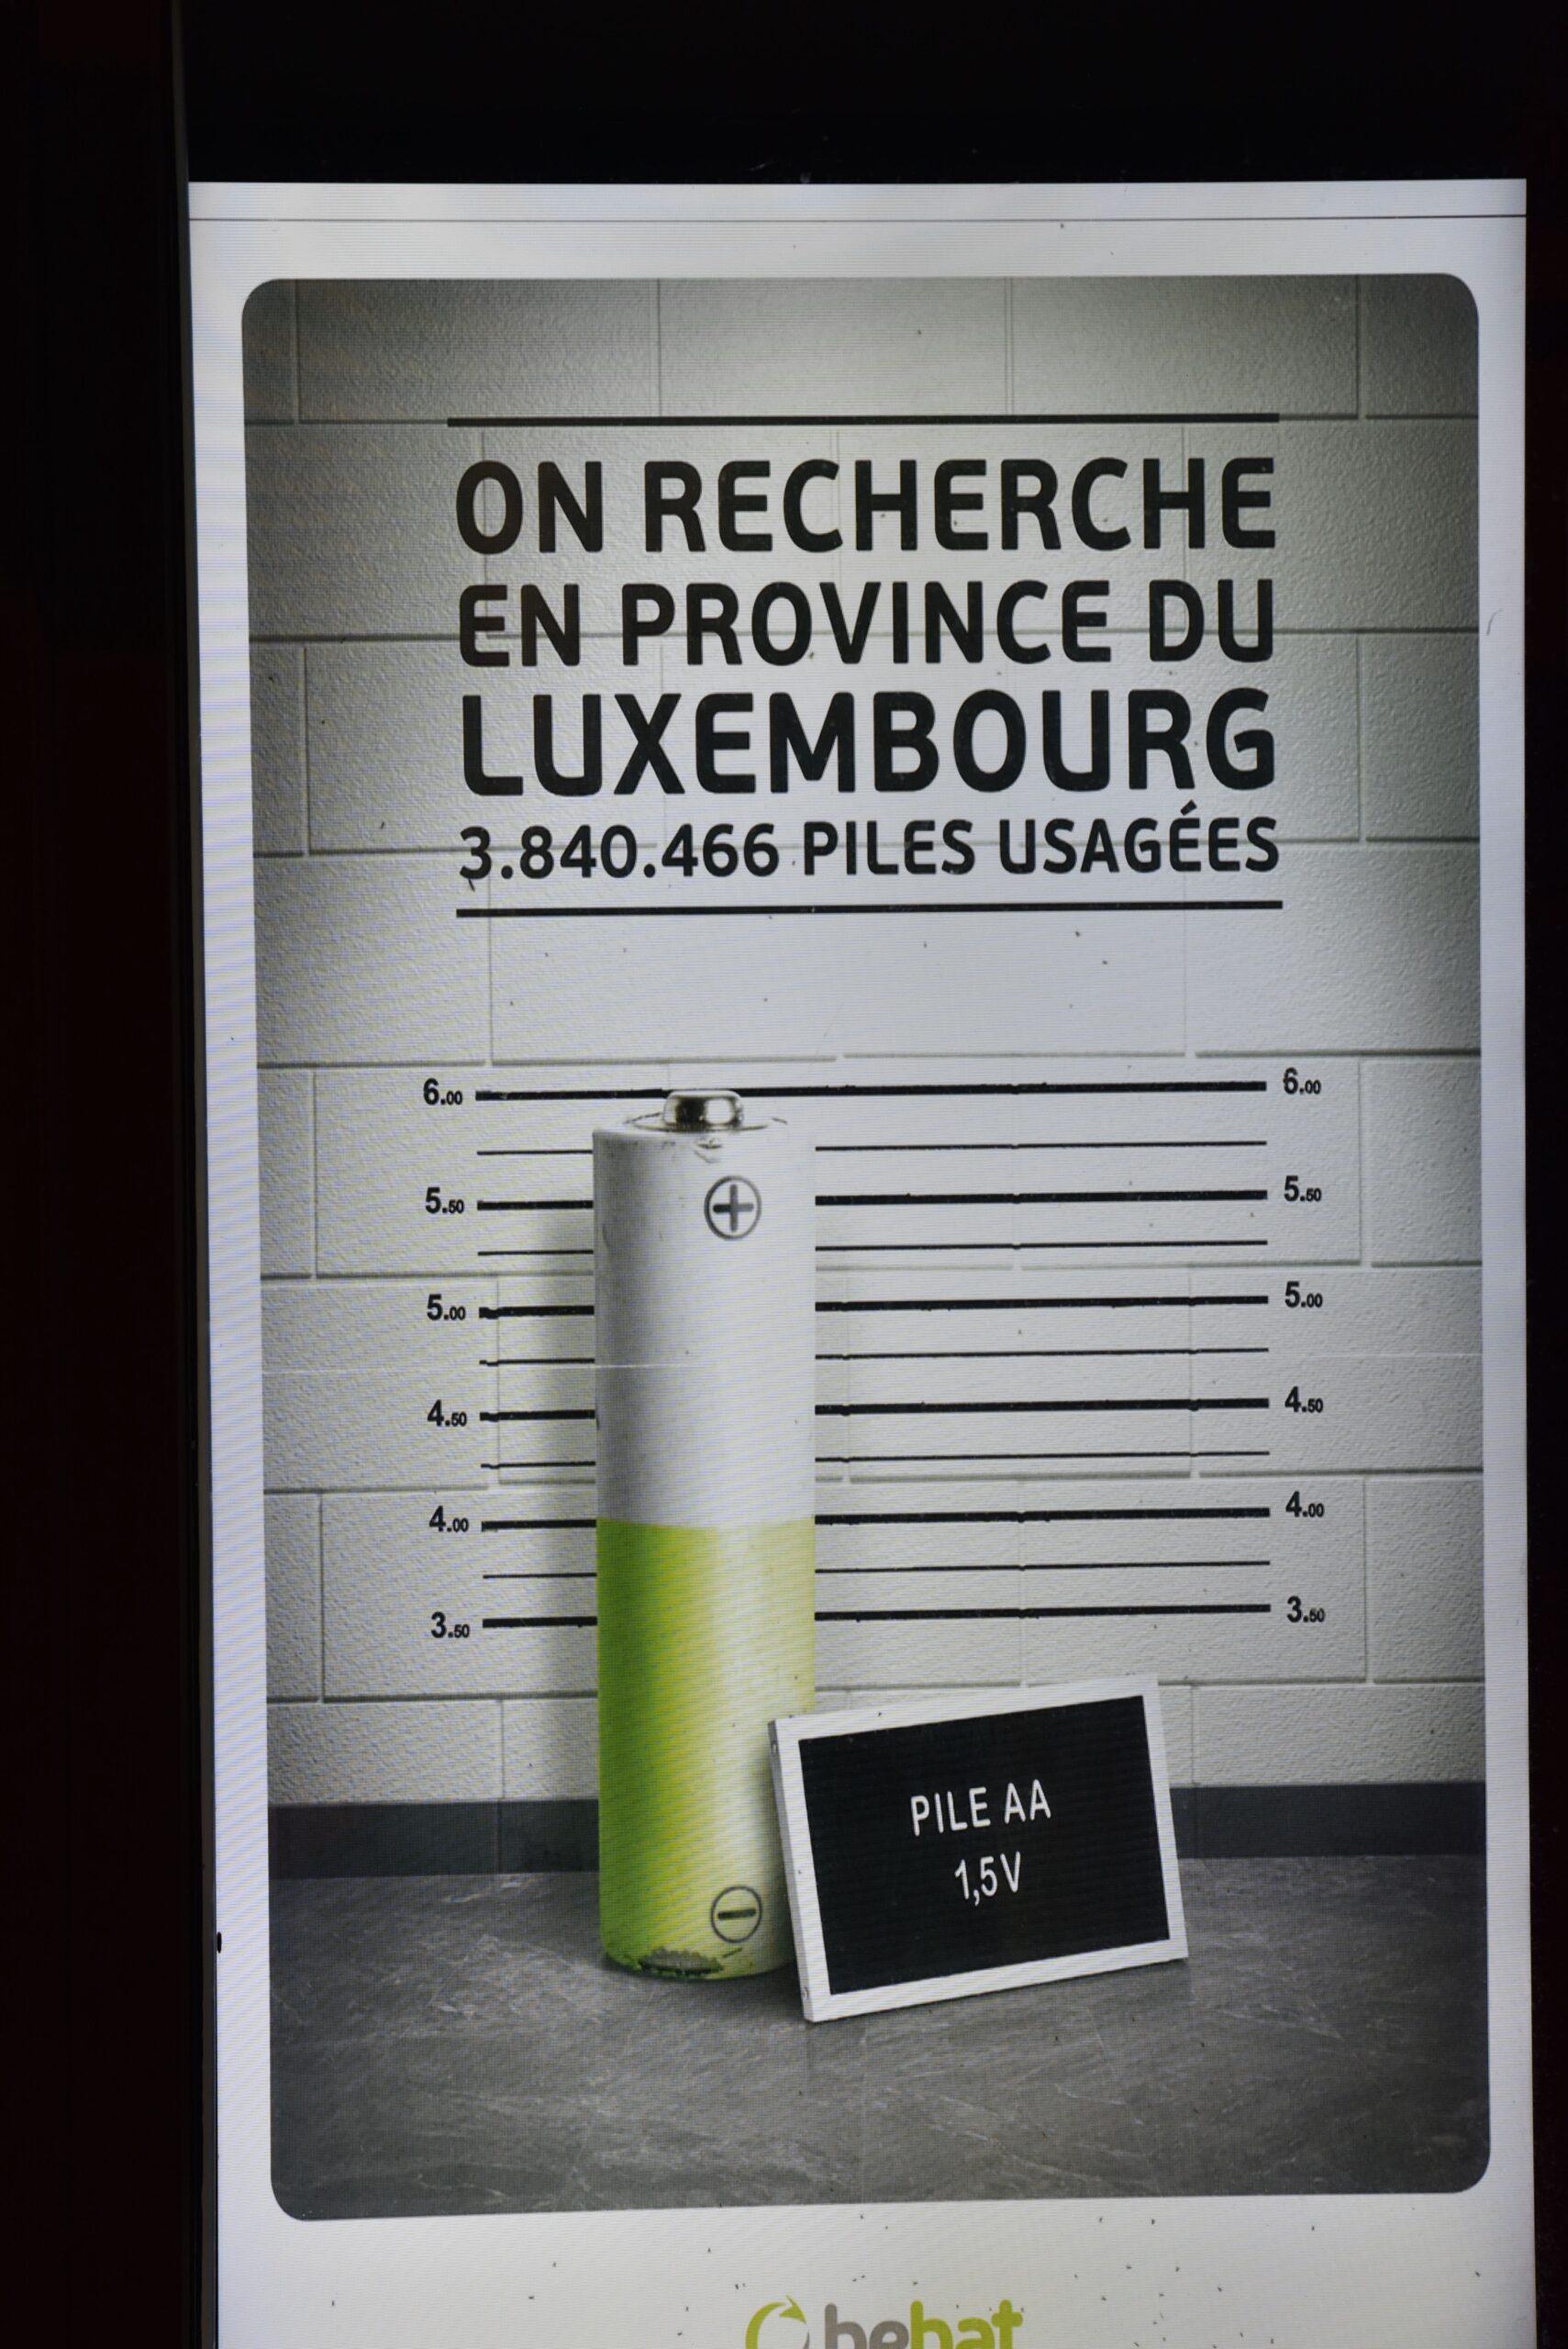 ON RECHERCHE
EN PROVINCE DU
LUXEMBOURG
3.840.466 PILES USAGÉES
6.00 6.00
5.50 5.50
5.00 5.00
4.50 4.50
4.00 4.00
3.50 3.50
PILE AA
1,5V
bebat